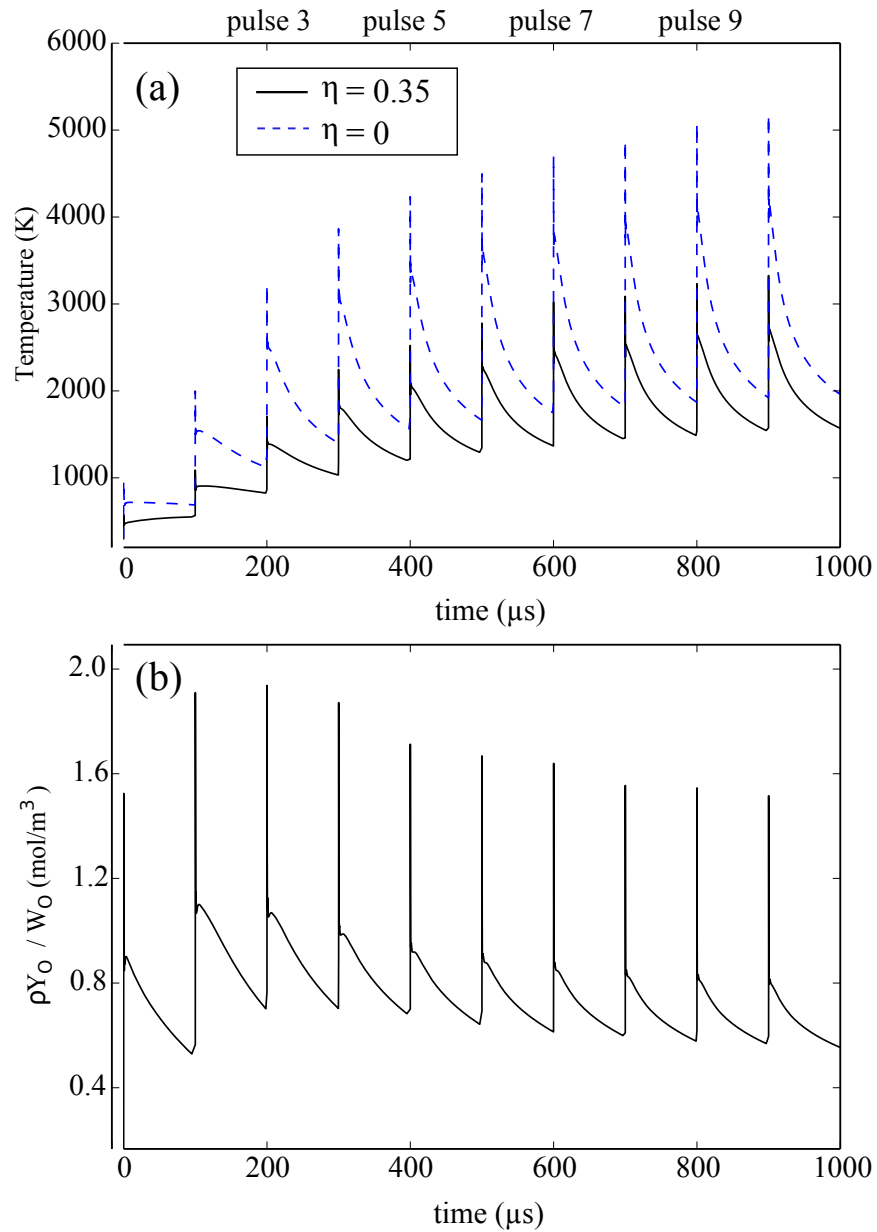 pulse 3 pulse 5 pulse 7 pulse 9
6000
(a)
η = 0.35
η = 0
5000
4000
3000
2000
1000
Temperature (K)
0 200 400 600 800 1000
time (µs)
(b)
2.0
1.6
1.2
0.8
0.4
ρY_O / W_O (mol/m³)
0 200 400 600 800 1000
time (µs)